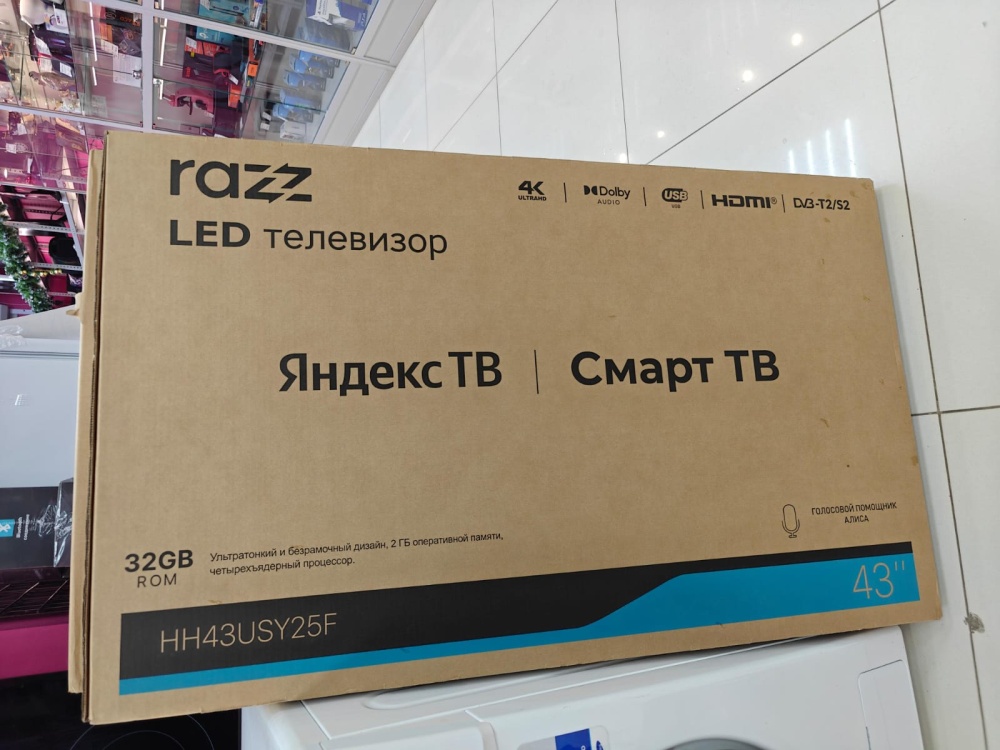 razz
LED телевизор
4K
ULTRAHD
Dolby
AUDIO
USB
USB
HDMI®
DVB-T2/S2
Яндекс ТВ | Смарт ТВ
ГОЛОСОВОЙ ПОМОЩНИК
АЛИСА
32GB
ROM
Ультратонкий и безрамочный дизайн, 2 ГБ оперативной памяти,
четырехъядерный процессор.
43"
HH43USY25F